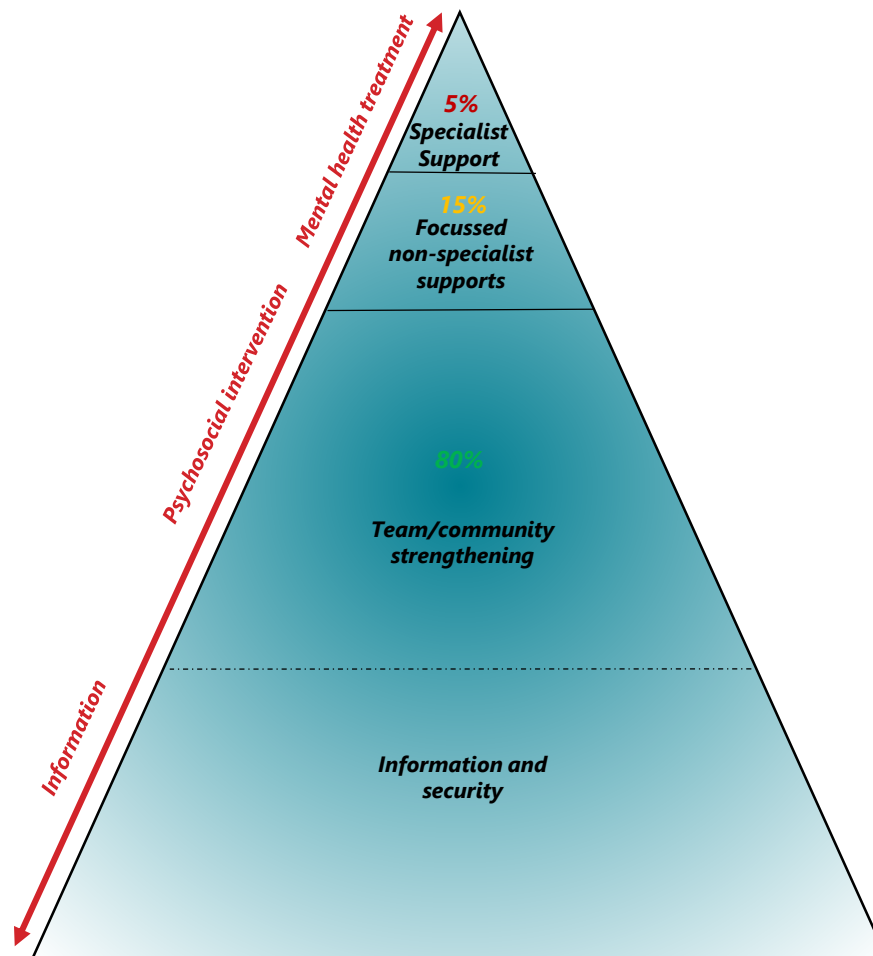 Mental health treatment
Psychosocial intervention
Information
5%
Specialist
Support
15%
Focussed
non-specialist
supports
80%
Team/community
strengthening
Information and
security